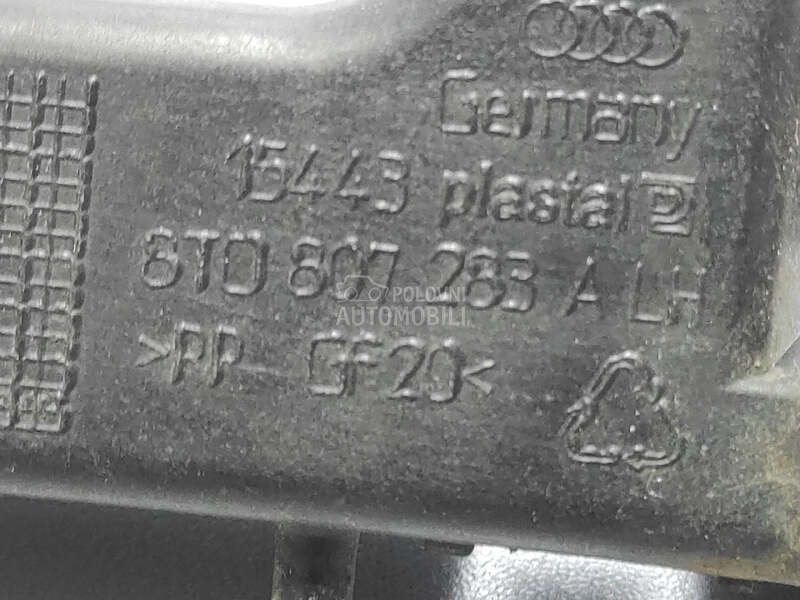 Germany
15443 plastal
8T0 807 283 A LH
POLOVNI
AUTOMOBILI
>PP-GF20<